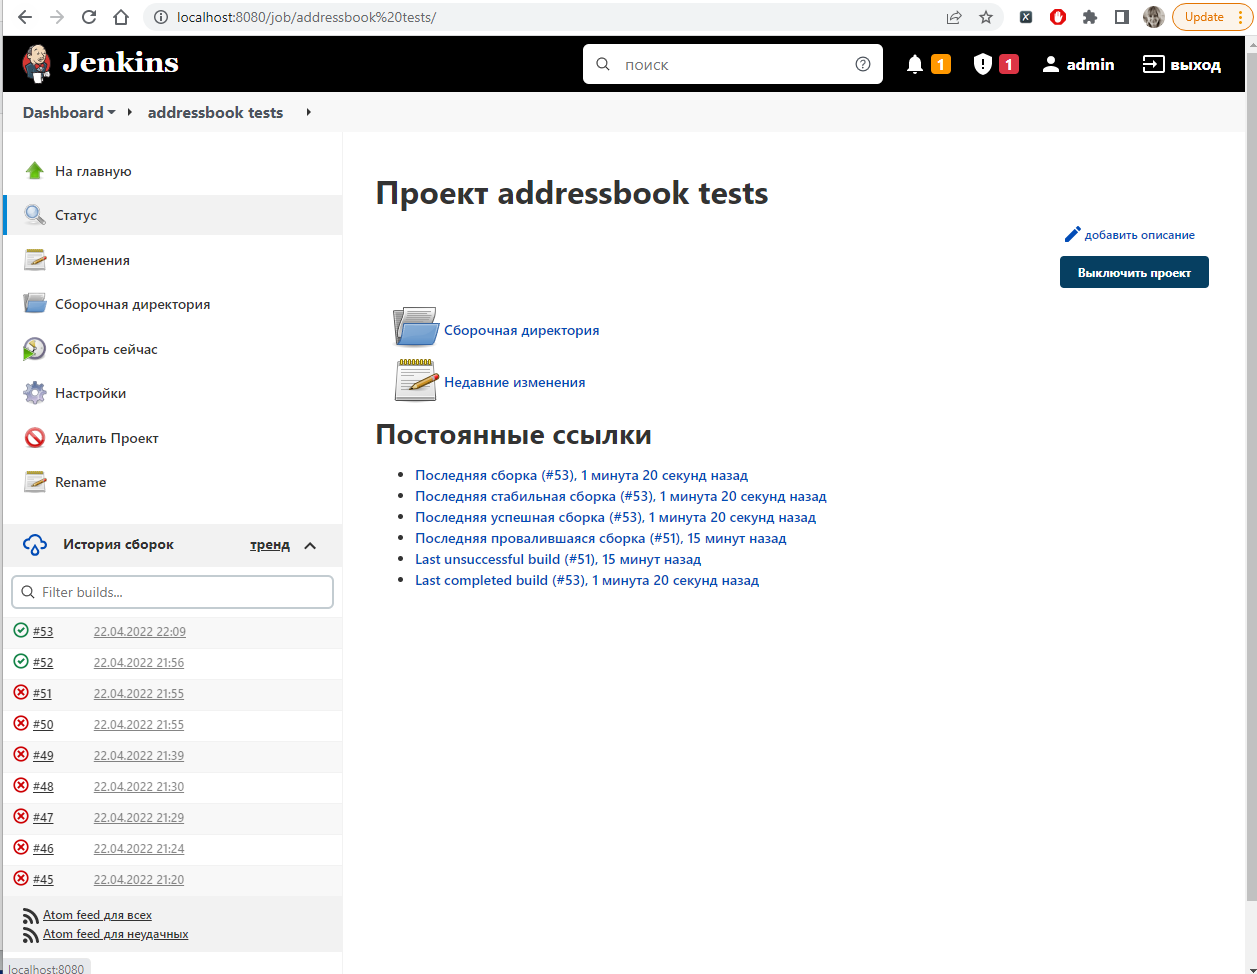 localhost:8080/job/addressbook%20tests/
Update
Jenkins
поиск
1
1
admin
выход
Dashboard
addressbook tests
На главную
Статус
Изменения
Сборочная директория
Собрать сейчас
Настройки
Удалить Проект
Rename
История сборок
тренд
Filter builds...
#53 22.04.2022 22:09
#52 22.04.2022 21:56
#51 22.04.2022 21:55
#50 22.04.2022 21:55
#49 22.04.2022 21:39
#48 22.04.2022 21:30
#47 22.04.2022 21:29
#46 22.04.2022 21:24
#45 22.04.2022 21:20
Atom feed для всех
Atom feed для неудачных
localhost:8080
Проект addressbook tests
добавить описание
Выключить проект
Сборочная директория
Недавние изменения
Постоянные ссылки
Последняя сборка (#53), 1 минута 20 секунд назад
Последняя стабильная сборка (#53), 1 минута 20 секунд назад
Последняя успешная сборка (#53), 1 минута 20 секунд назад
Последняя провалившаяся сборка (#51), 15 минут назад
Last unsuccessful build (#51), 15 минут назад
Last completed build (#53), 1 минута 20 секунд назад